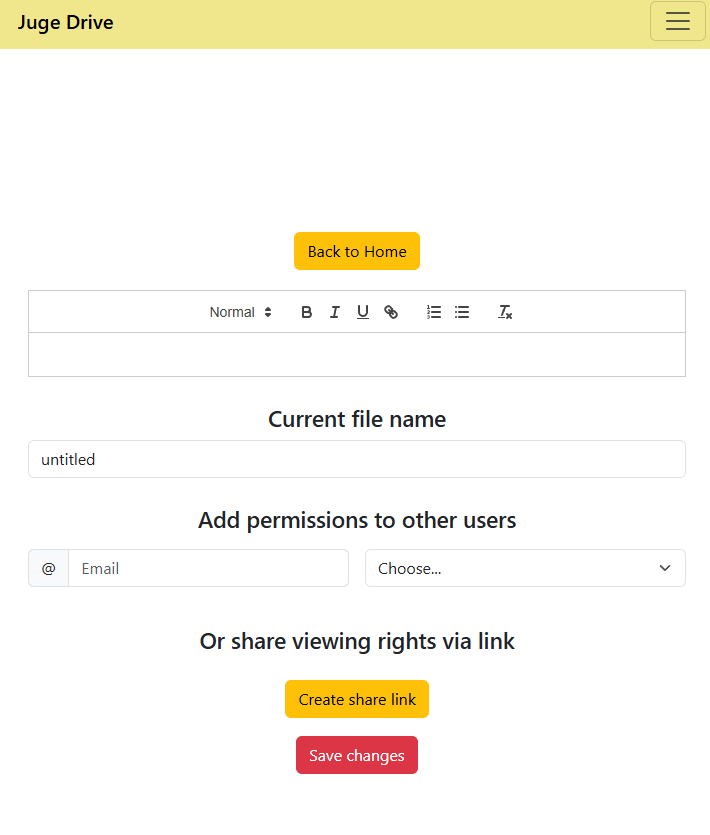 Juge Drive
Back to Home
Normal B I U
Current file name
untitled
Add permissions to other users
@ Email Choose...
Or share viewing rights via link
Create share link
Save changes